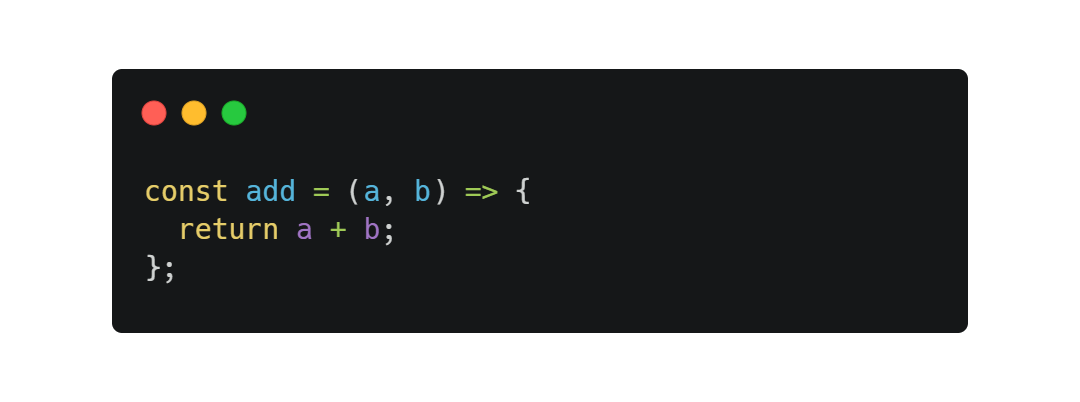 const add = (a, b) => {
  return a + b;
};